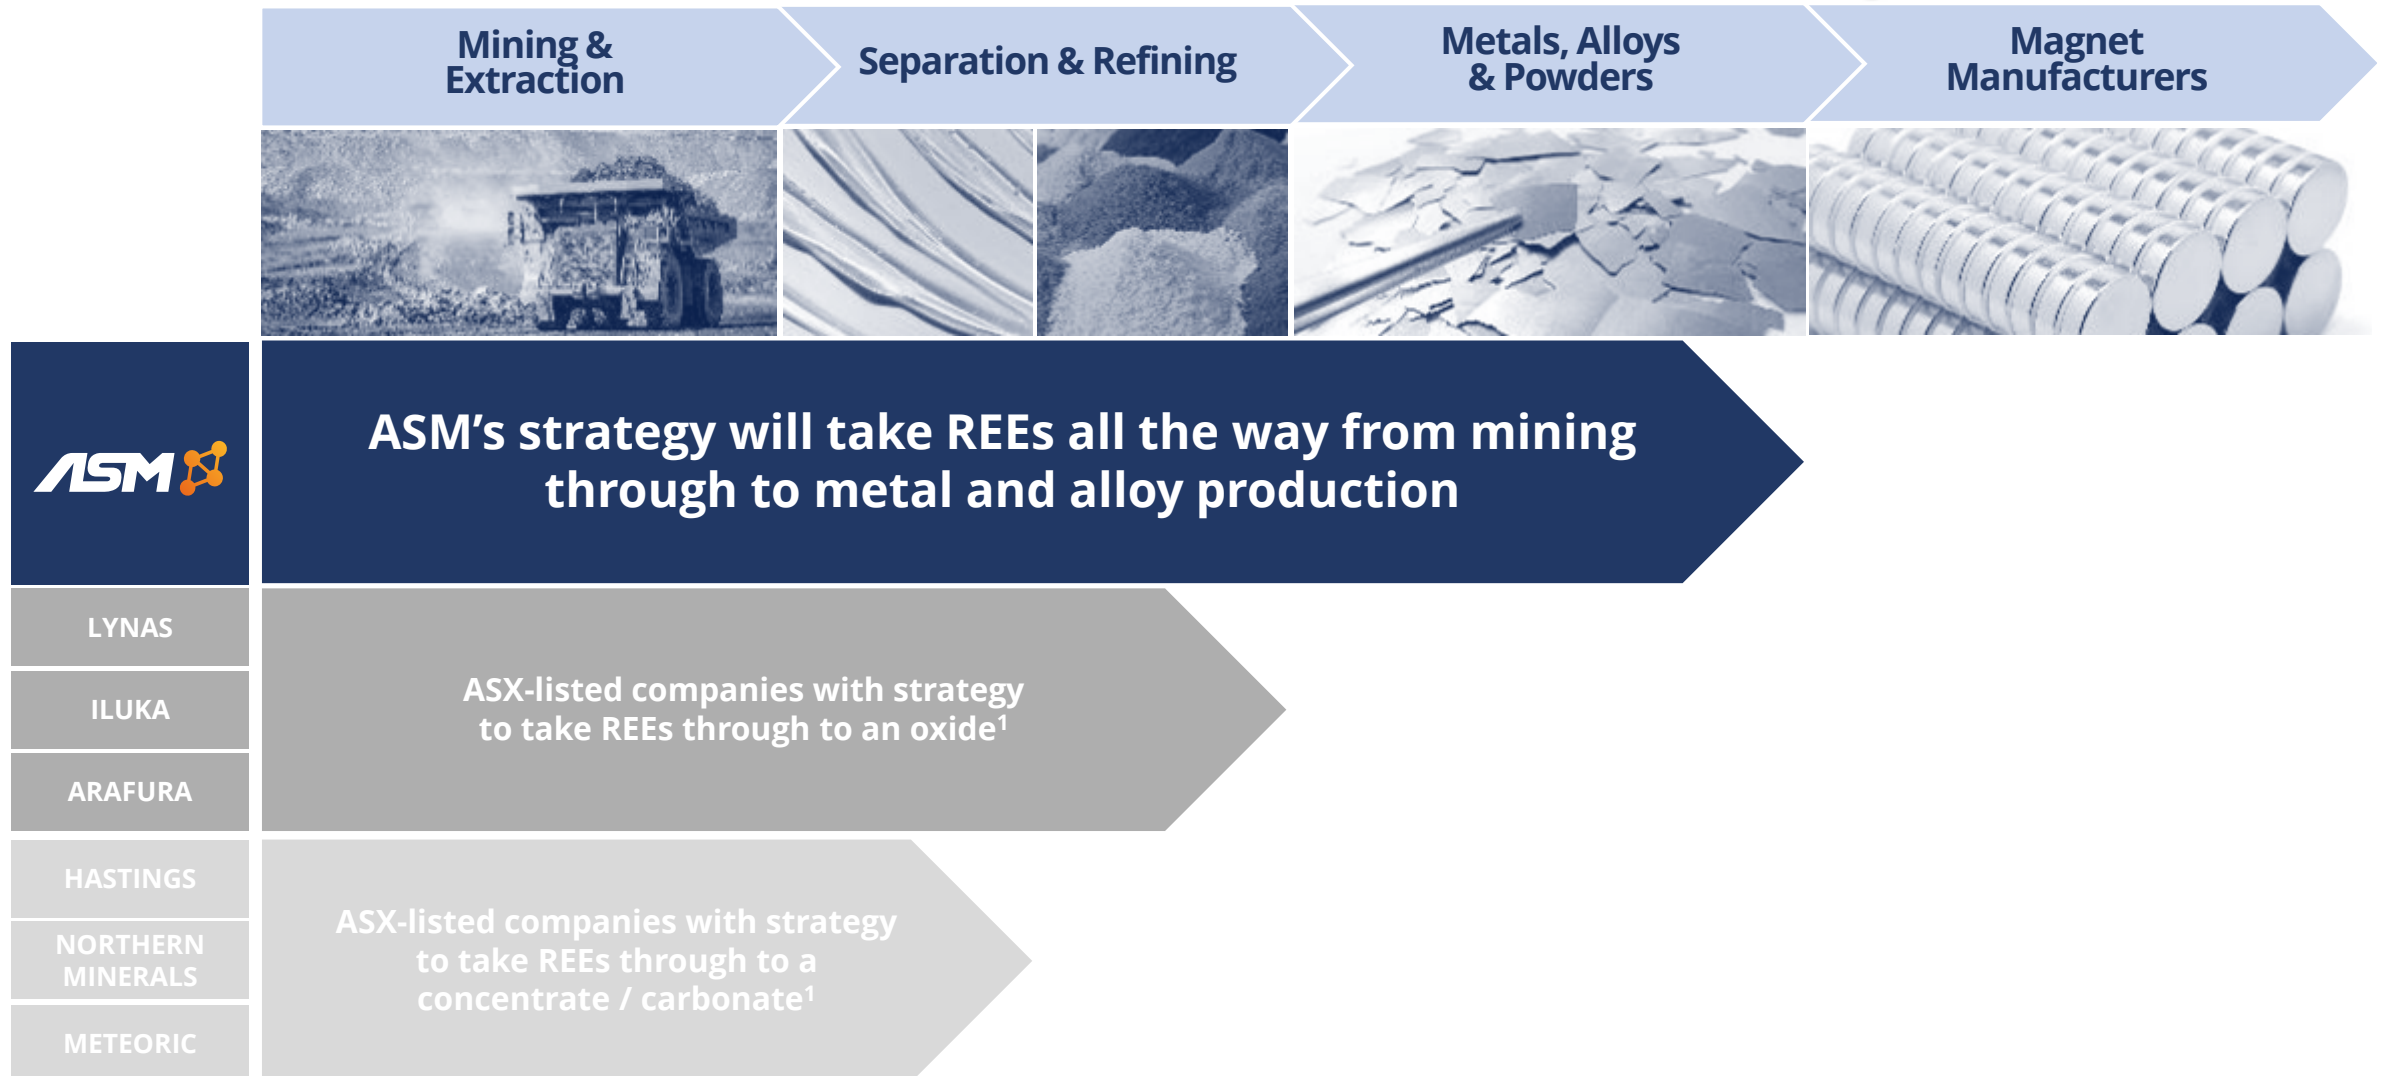 Mining &
Extraction
Separation & Refining
Metals, Alloys
& Powders
Magnet
Manufacturers
ASM
ASM’s strategy will take REEs all the way from mining
through to metal and alloy production
LYNAS
ILUKA
ARAFURA
ASX-listed companies with strategy
to take REEs through to an oxide¹
HASTINGS
NORTHERN
MINERALS
METEORIC
ASX-listed companies with strategy
to take REEs through to a
concentrate / carbonate¹